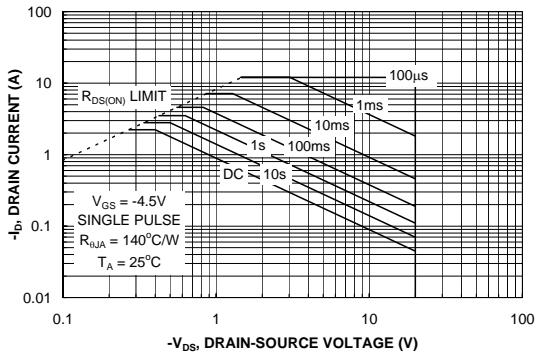 100
10
1
0.1
0.01
-I_D, DRAIN CURRENT (A)
R_DS(ON) LIMIT
100μs
1ms
10ms
100ms
1s
10s
DC
V_GS = -4.5V
SINGLE PULSE
R_θJA = 140°C/W
T_A = 25°C
0.1
1
10
100
-V_DS, DRAIN-SOURCE VOLTAGE (V)